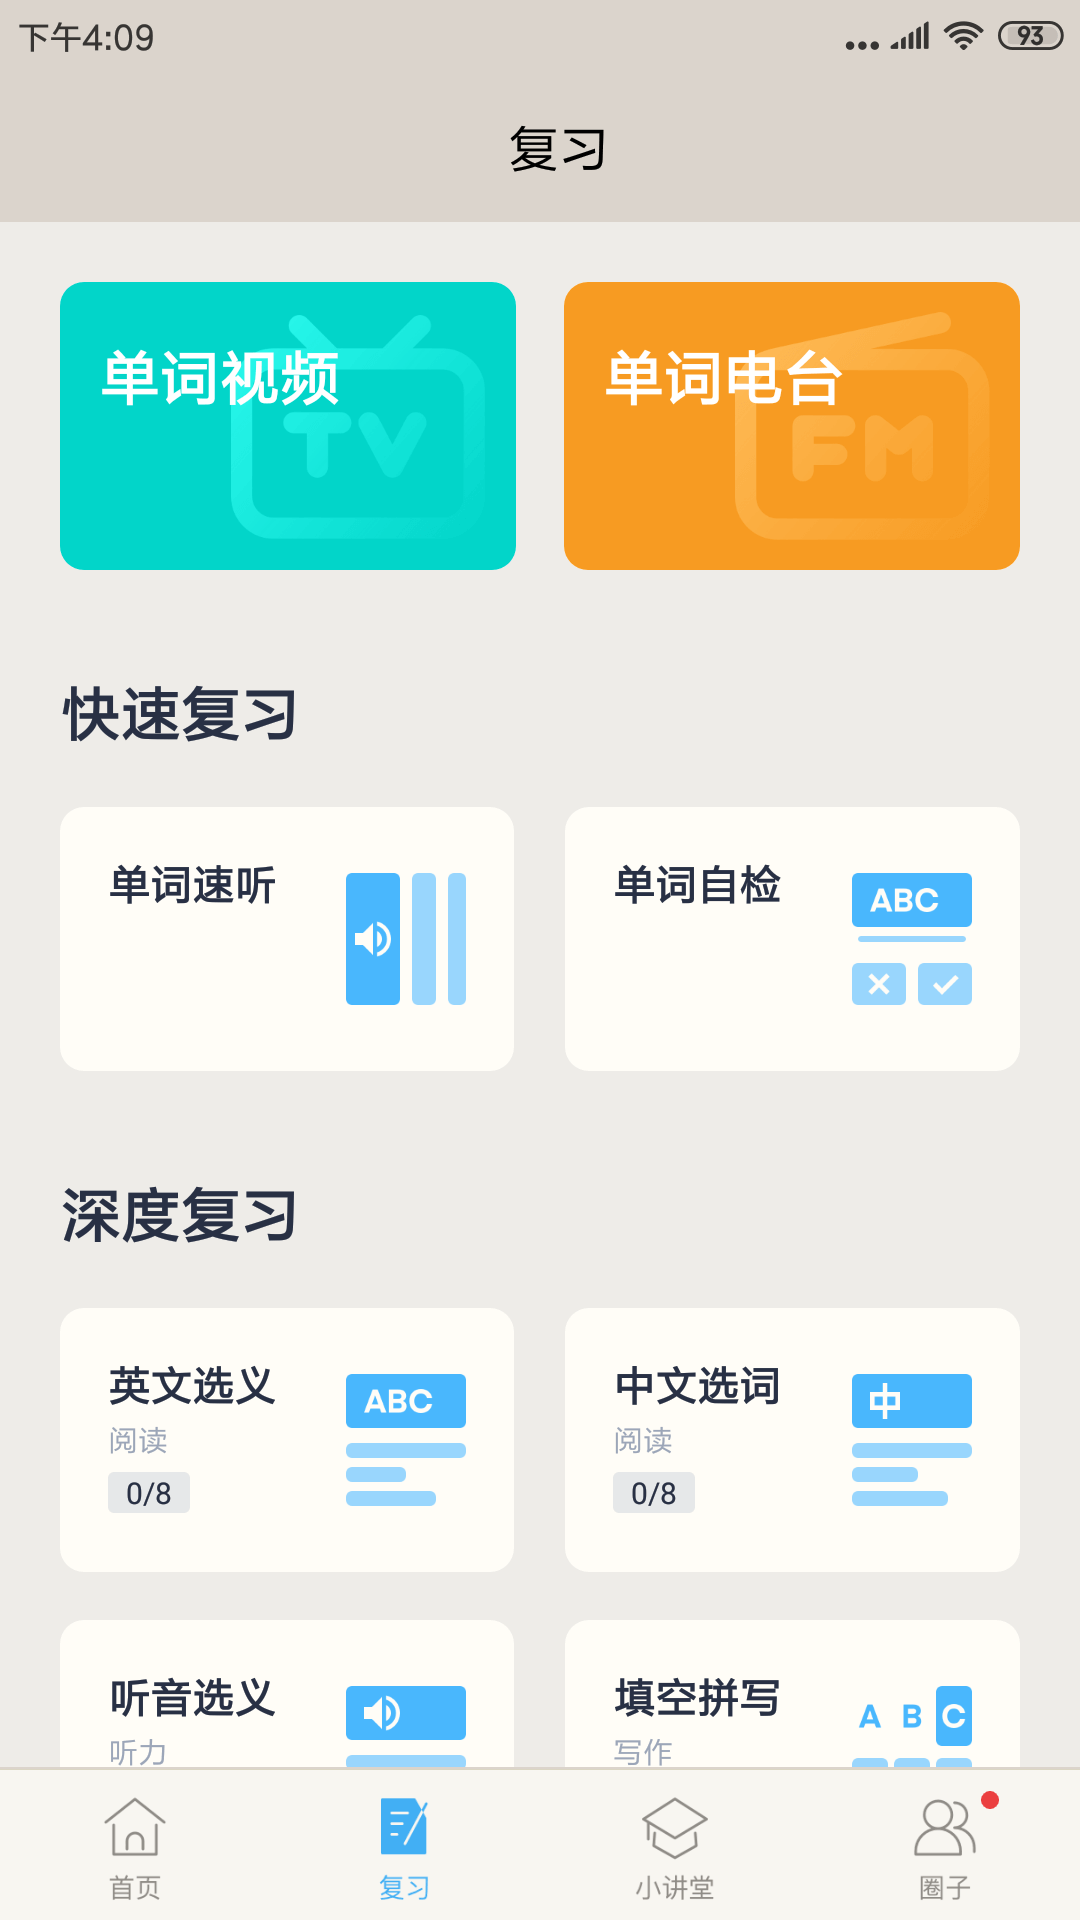 下午4:09
93
复习
单词视频
TV
单词电台
FM
快速复习
单词速听
单词自检
ABC
深度复习
英文选义
阅读
0/8
ABC
中文选词
阅读
0/8
中
听音选义
听力
填空拼写
写作
A B C
首页
复习
小讲堂
圈子